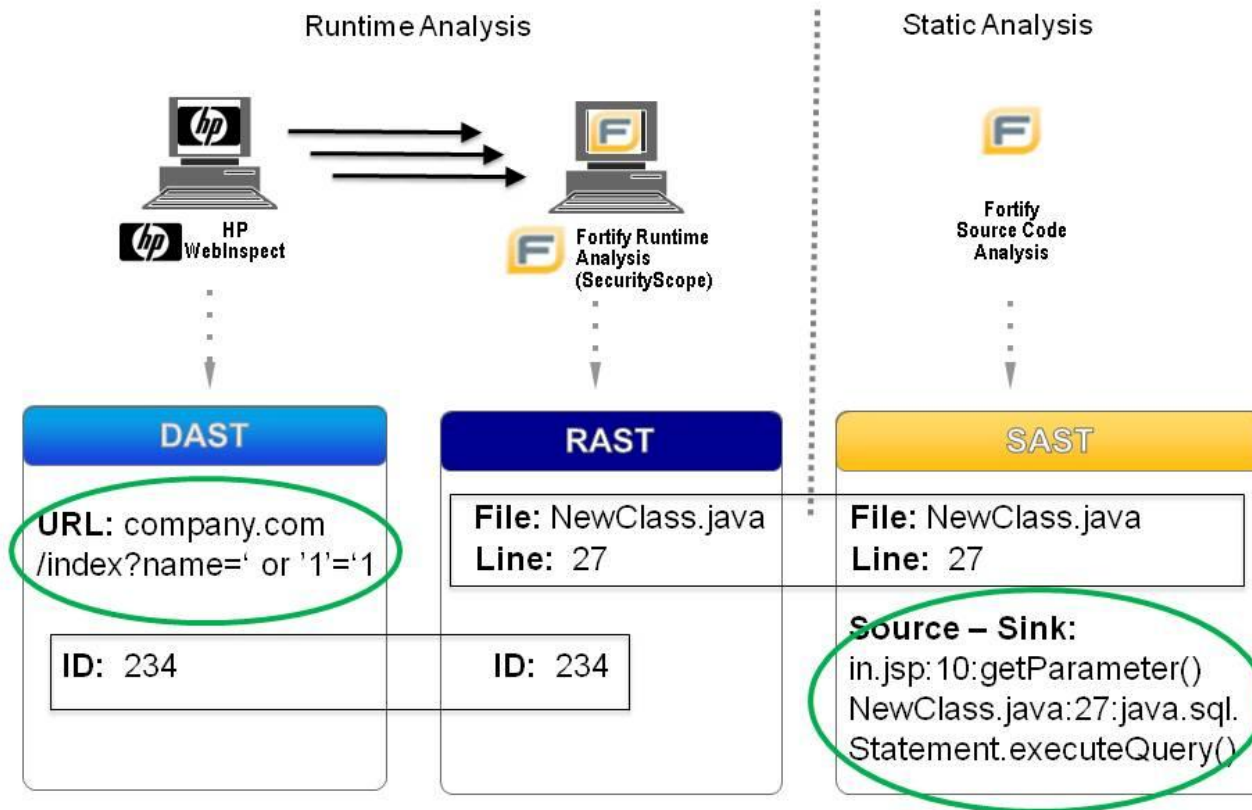 Runtime Analysis
Static Analysis
hp
F
F
hp
HP
WebInspect
F
Fortify Runtime
Analysis
(SecurityScope)
Fortify
Source Code
Analysis
DAST
RAST
SAST
URL: company.com
/index?name=‘ or ’1’=‘1
File: NewClass.java
Line: 27
File: NewClass.java
Line: 27
ID: 234
ID: 234
Source – Sink:
in.jsp:10:getParameter()
NewClass.java:27:java.sql.
Statement.executeQuery()